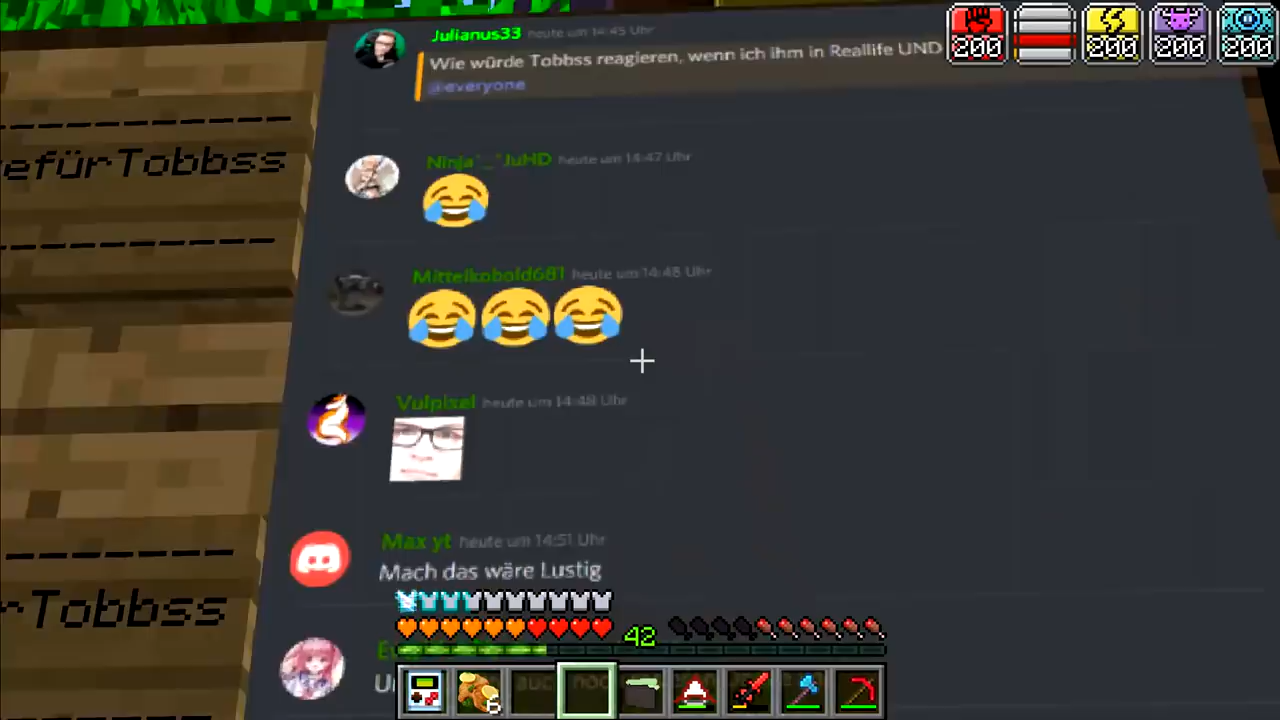 Julianus33 heute um 14:45 Uhr
Wie würde Tobbss reagieren, wenn ich ihm in Reallife UND
@everyone
Ninja'_'JuHD heute um 14:47 Uhr
Mittelkobold681 heute um 14:48 Uhr
Vulpixel heute um 14:48 Uhr
Max yt heute um 14:51 Uhr
Mach das wäre Lustig
efürTobbss
rTobbss
200
200
200
200
42